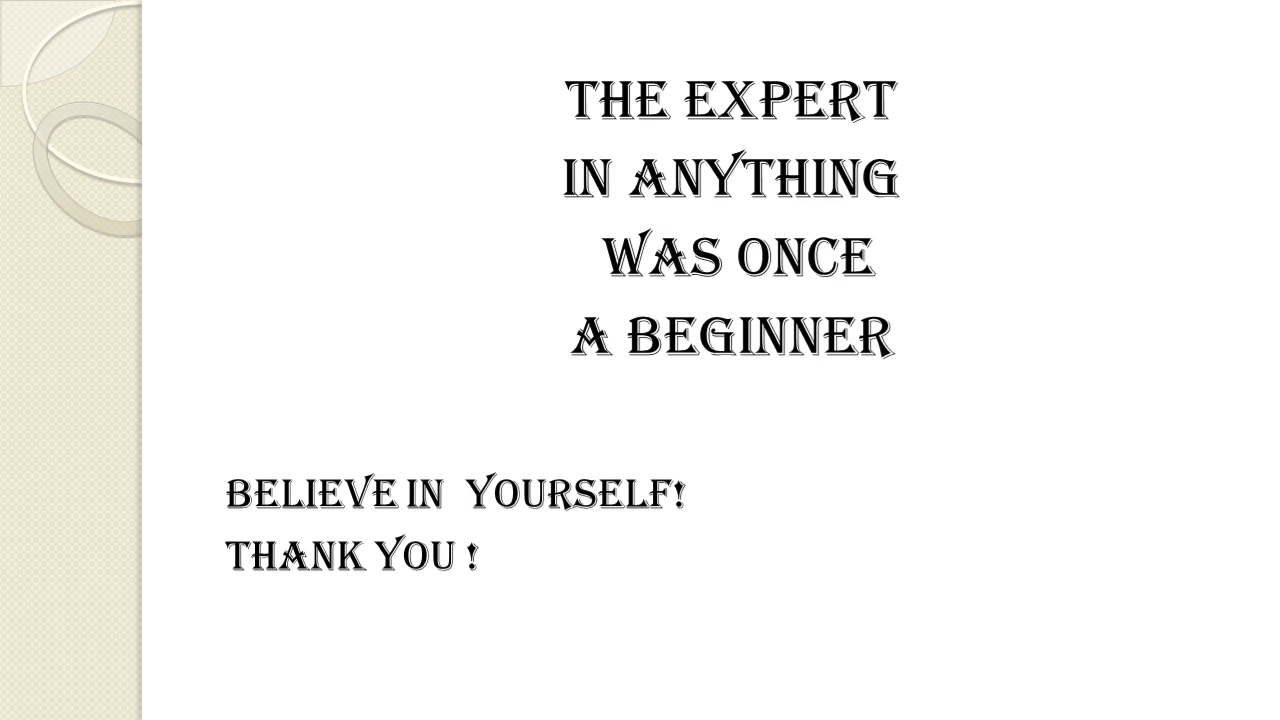 THE EXPERT
IN ANYTHING
WAS ONCE
A BEGINNER
BELIEVE IN YOURSELF!
THANK YOU !